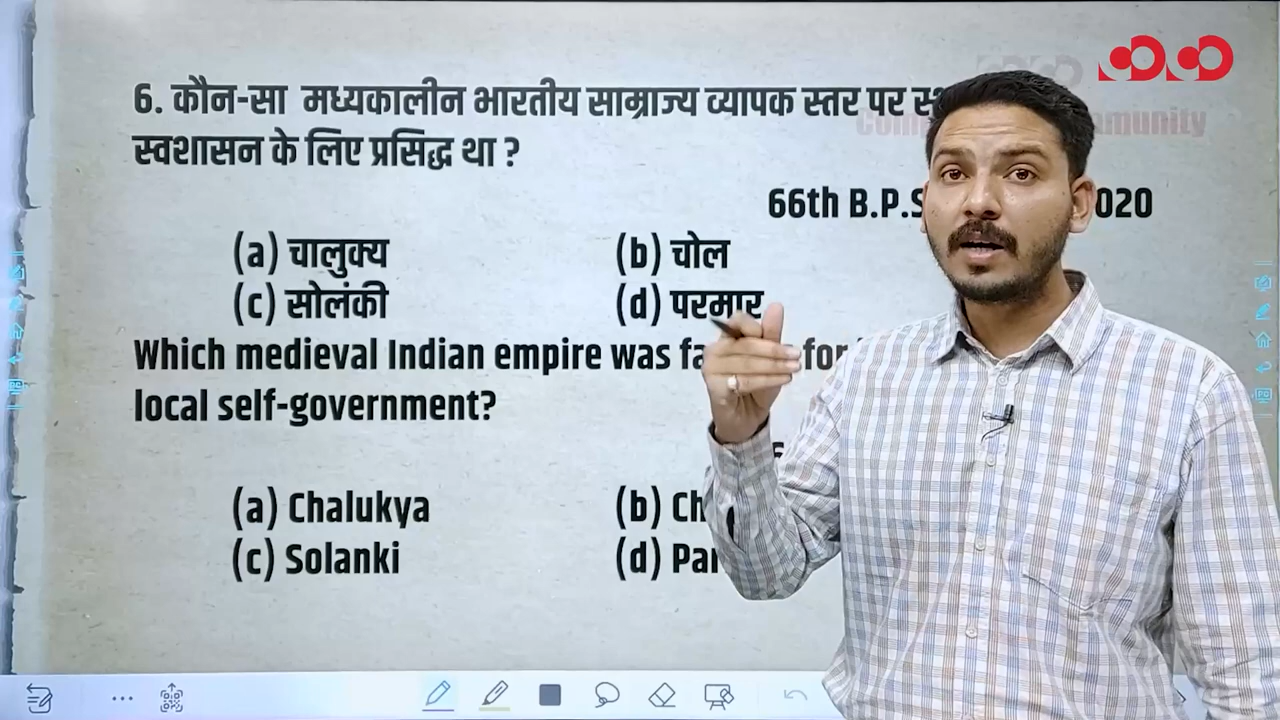 6. कौन-सा मध्यकालीन भारतीय साम्राज्य व्यापक स्तर पर
स्वशासन के लिए प्रसिद्ध था ?
66th B.P.S 020
(a) चालुक्य (b) चोल
(c) सोलंकी (d) परमार
Which medieval Indian empire was for
local self-government?
(a) Chalukya (b) Ch
(c) Solanki (d) Par